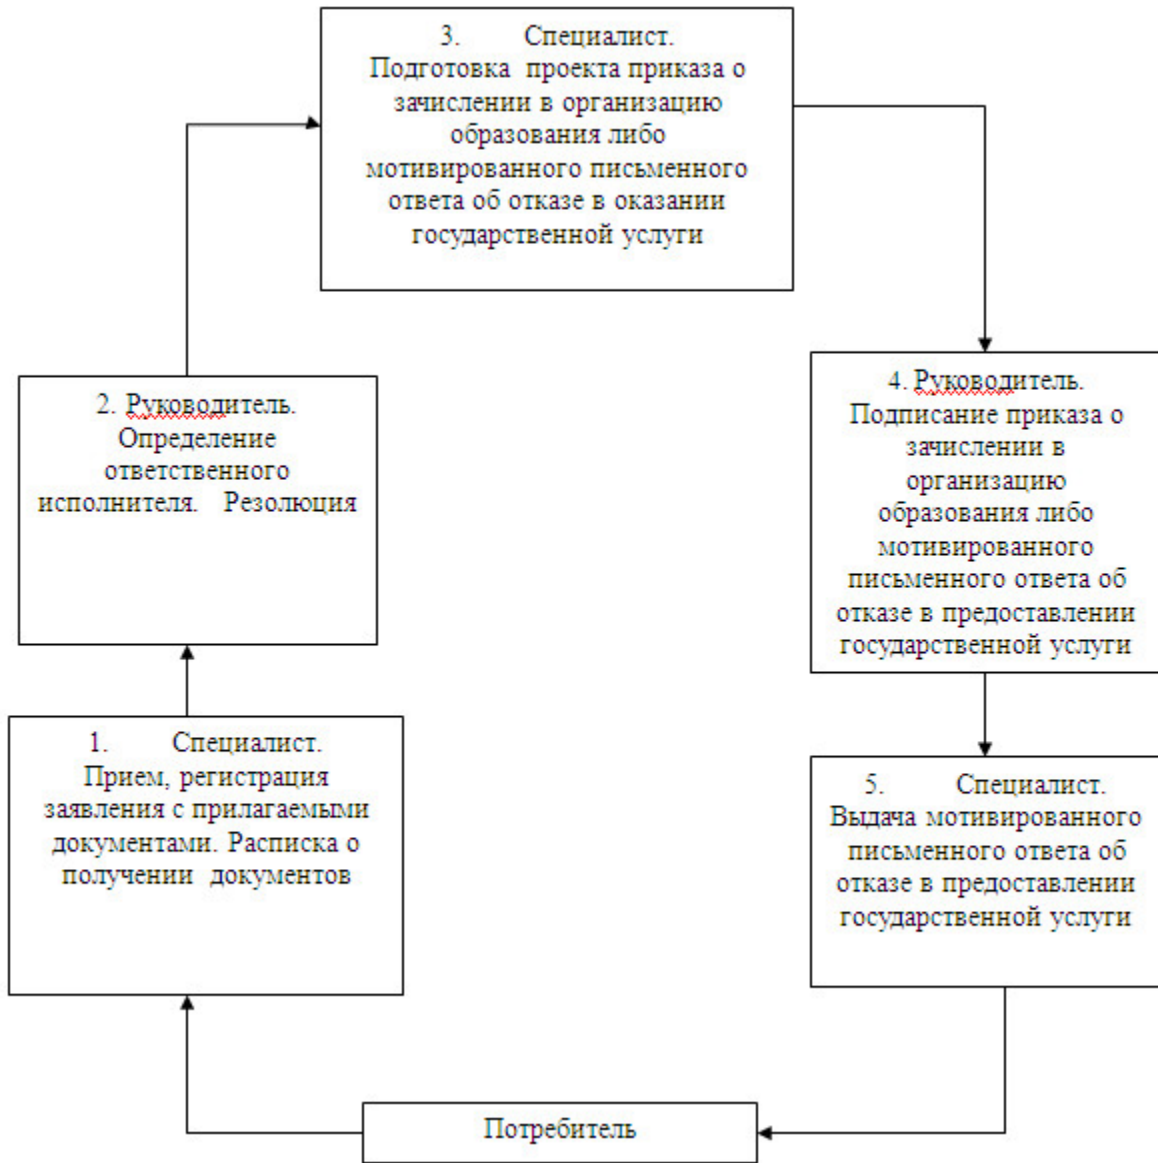 3. Специалист.
Подготовка проекта приказа о
зачислении в организацию
образования либо
мотивированного письменного
ответа об отказе в оказании
государственной услуги
2. Руководитель.
Определение
ответственного
исполнителя. Резолюция
4. Руководитель.
Подписание приказа о
зачислении в
организацию
образования либо
мотивированного
письменного ответа об
отказе в предоставлении
государственной услуги
1. Специалист.
Прием, регистрация
заявления с прилагаемыми
документами. Расписка о
получении документов
5. Специалист.
Выдача мотивированного
письменного ответа об
отказе в предоставлении
государственной услуги
Потребитель